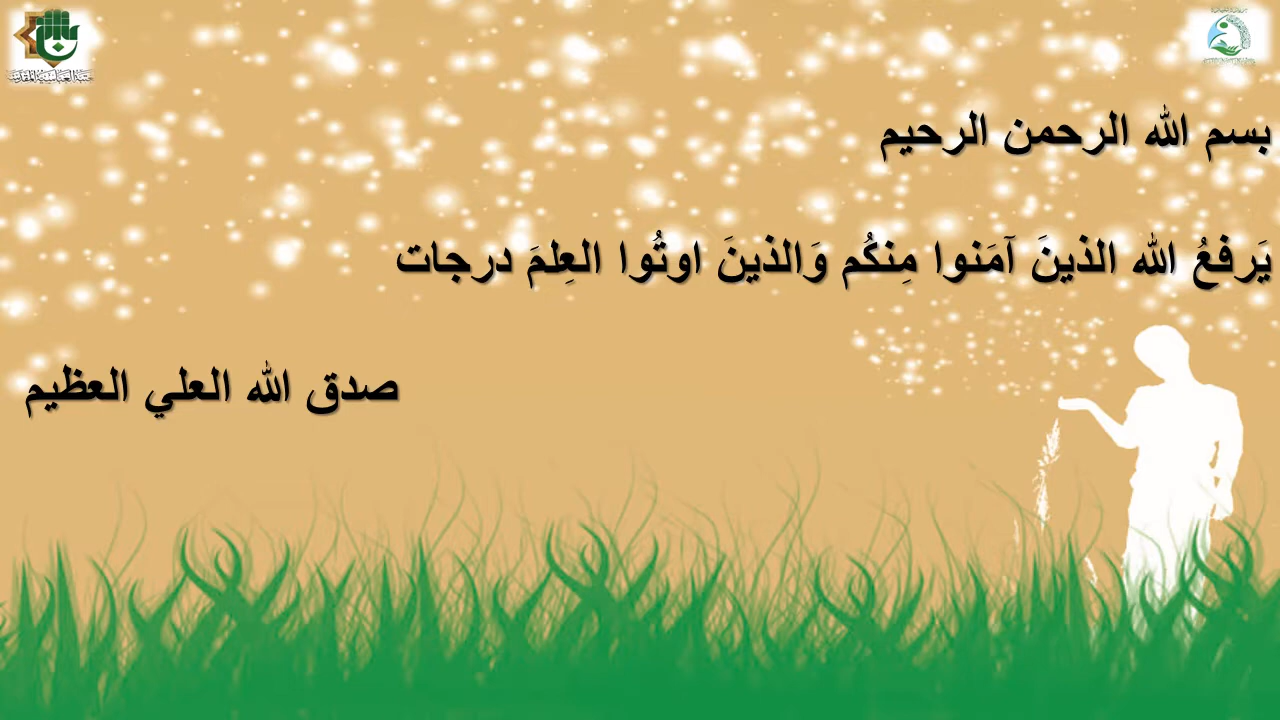 بسم الله الرحمن الرحيم
يَرفعُ الله الذينَ آمَنوا مِنكُم وَالذينَ اوتُوا العِلمَ درجات
صدق الله العلي العظيم